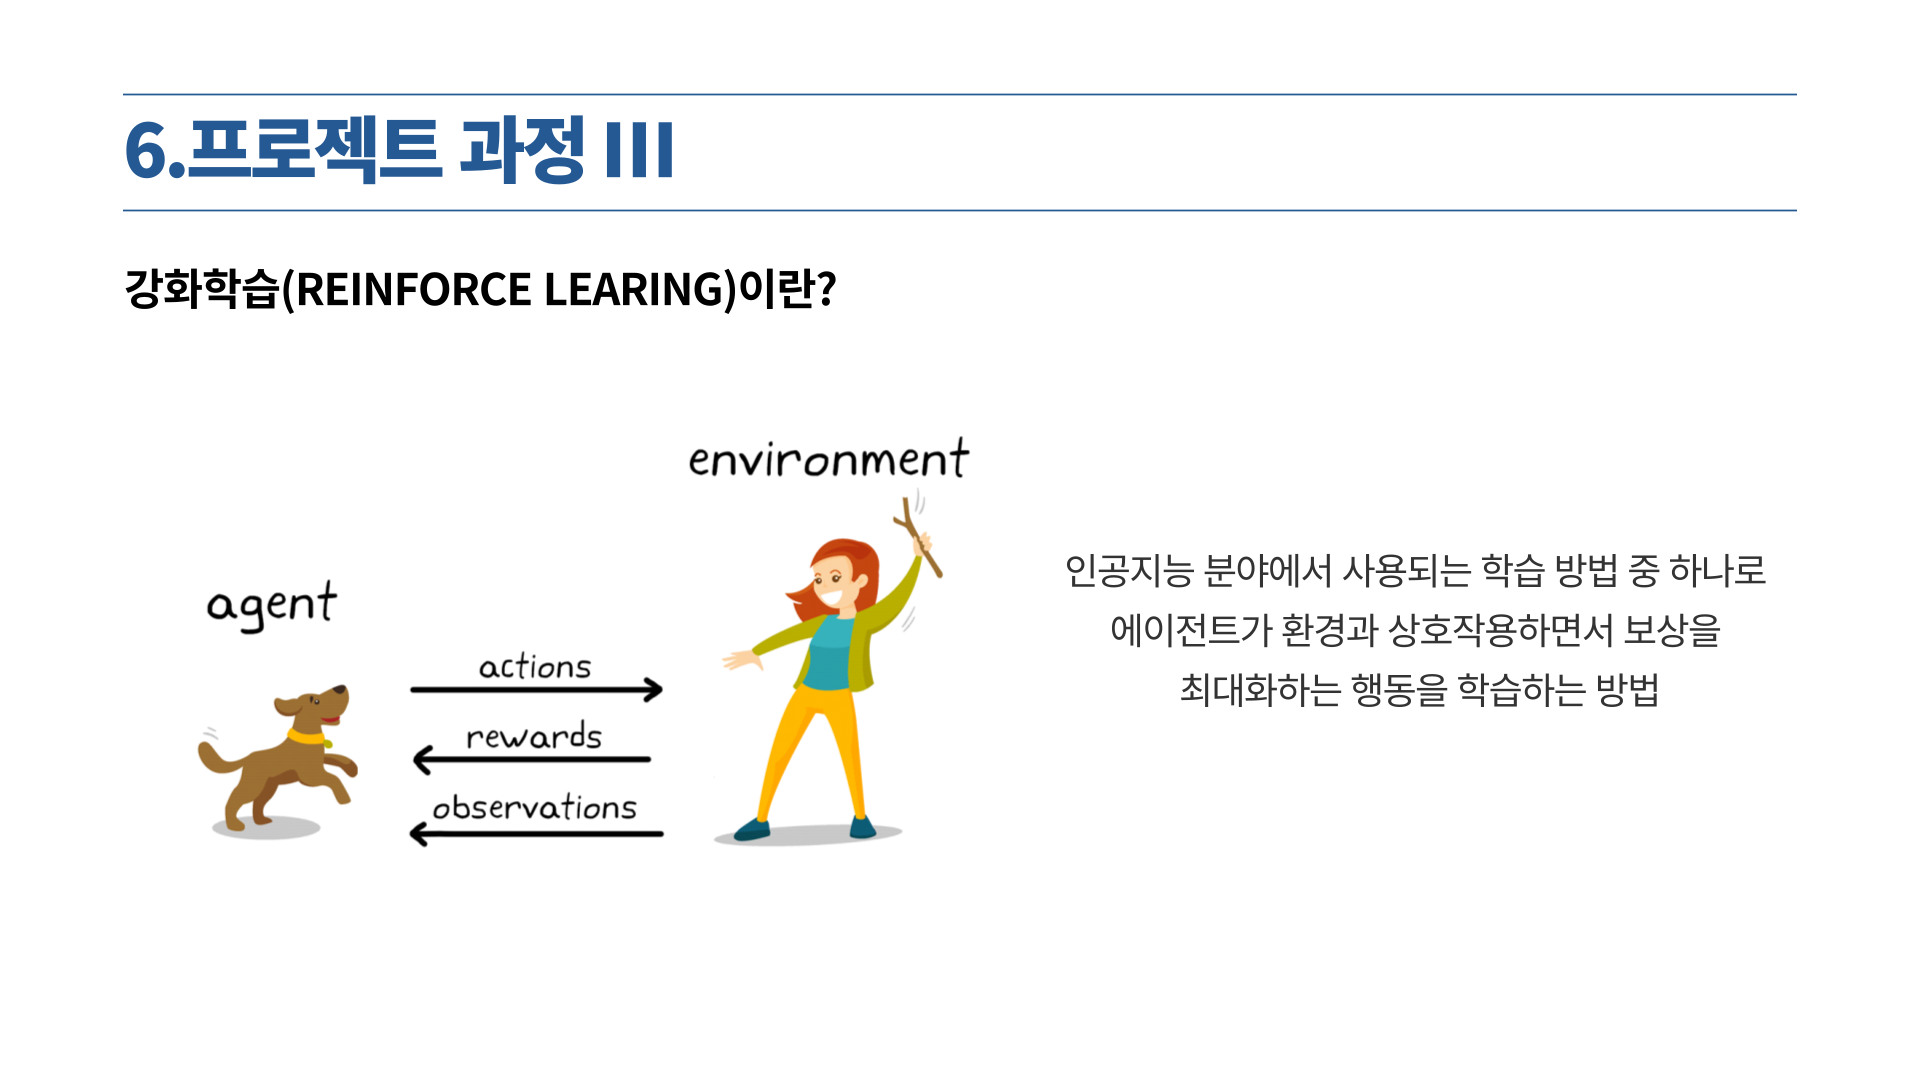 6.프로젝트 과정 III
강화학습(REINFORCE LEARING)이란?
environment
agent
actions
rewards
observations
인공지능 분야에서 사용되는 학습 방법 중 하나로
에이전트가 환경과 상호작용하면서 보상을
최대화하는 행동을 학습하는 방법